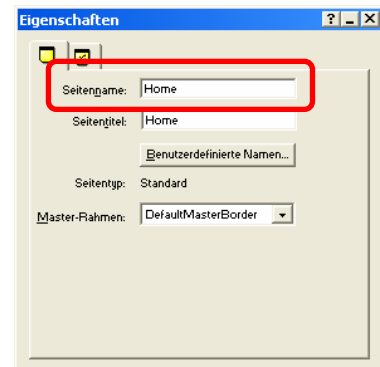 Eigenschaften
Seitenname: Home
Seitentitel: Home
Benutzerdefinierte Namen...
Seitentyp: Standard
Master-Rahmen: DefaultMasterBorder